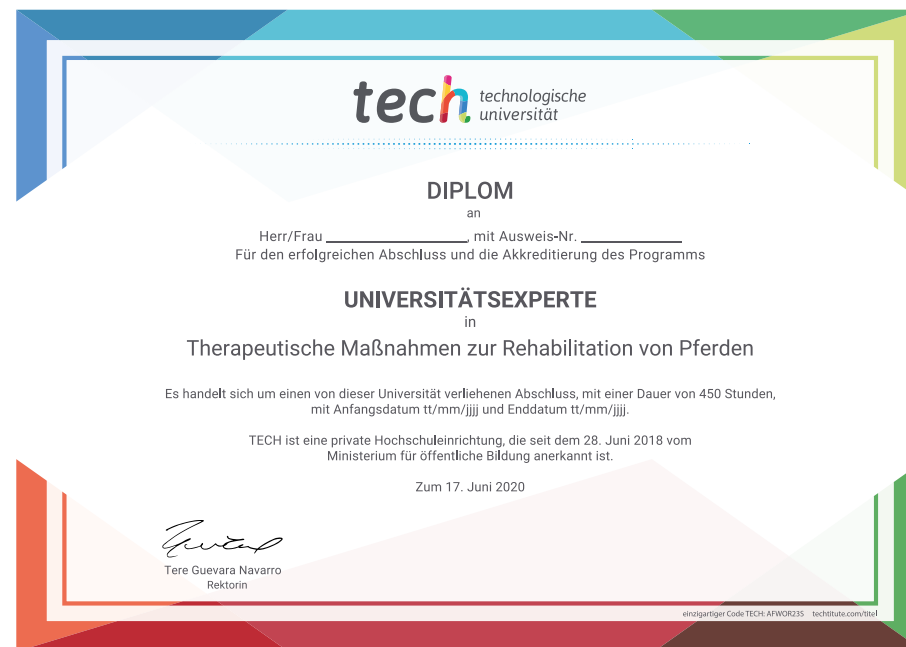 tech technologische
universität
DIPLOM
an
Herr/Frau ____________, mit Ausweis-Nr. ____________
Für den erfolgreichen Abschluss und die Akkreditierung des Programms
UNIVERSITÄTSEXPERTE
in
Therapeutische Maßnahmen zur Rehabilitation von Pferden
Es handelt sich um einen von dieser Universität verliehenen Abschluss, mit einer Dauer von 450 Stunden,
mit Anfangsdatum tt/mm/jjjj und Enddatum tt/mm/jjjj.
TECH ist eine private Hochschuleinrichtung, die seit dem 28. Juni 2018 vom
Ministerium für öffentliche Bildung anerkannt ist.
Zum 17. Juni 2020
Tere Guevara Navarro
Rektorin
einzigartiger Code TECH: AFWOR23S techtitute.com/titel